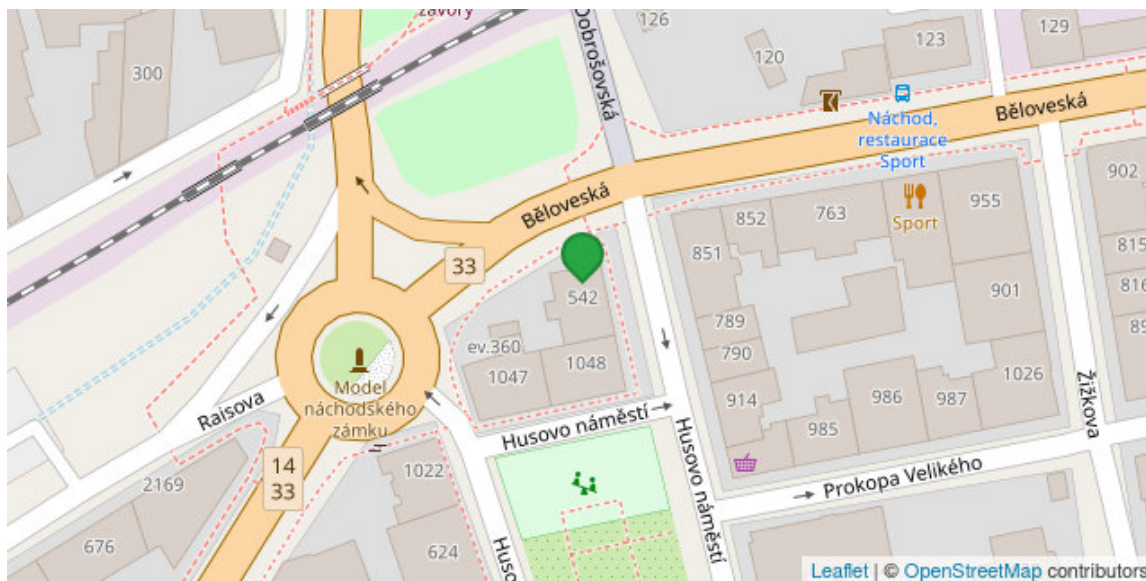 závory
300
Dobrošovská
126
120
123
129
Náchod,
restaurace
Sport
Běloveská
Běloveská
902
852
763
Sport
955
851
815
33
542
816
901
789
ev.360
790
1048
1047
1026
Model
náchodského
zámku
Raisova
914
986
987
985
Žižkova
Husovo náměstí
Husovo náměstí
14
33
1022
2169
Prokopa Velikého
676
624
Leaflet | © OpenStreetMap contributors